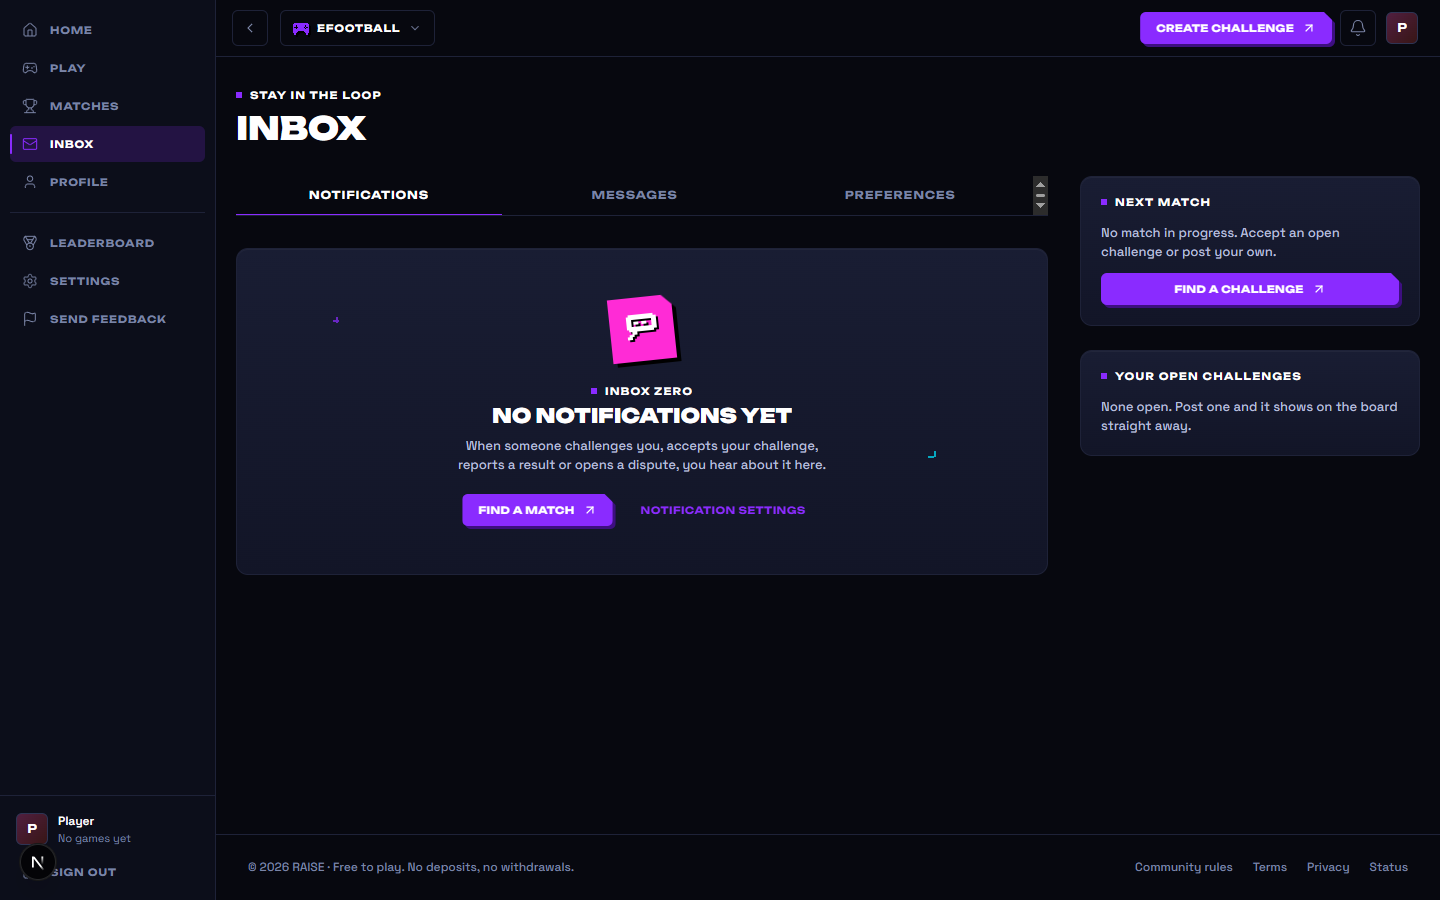 HOME
PLAY
MATCHES
INBOX
PROFILE
LEADERBOARD
SETTINGS
SEND FEEDBACK
Player
No games yet
P
N
SIGN OUT
EFOOTBALL
CREATE CHALLENGE
P
STAY IN THE LOOP
INBOX
NOTIFICATIONS
MESSAGES
PREFERENCES
INBOX ZERO
NO NOTIFICATIONS YET
When someone challenges you, accepts your challenge,
reports a result or opens a dispute, you hear about it here.
FIND A MATCH
NOTIFICATION SETTINGS
NEXT MATCH
No match in progress. Accept an open
challenge or post your own.
FIND A CHALLENGE
YOUR OPEN CHALLENGES
None open. Post one and it shows on the board
straight away.
© 2026 RAISE · Free to play. No deposits, no withdrawals.
Community rules
Terms
Privacy
Status